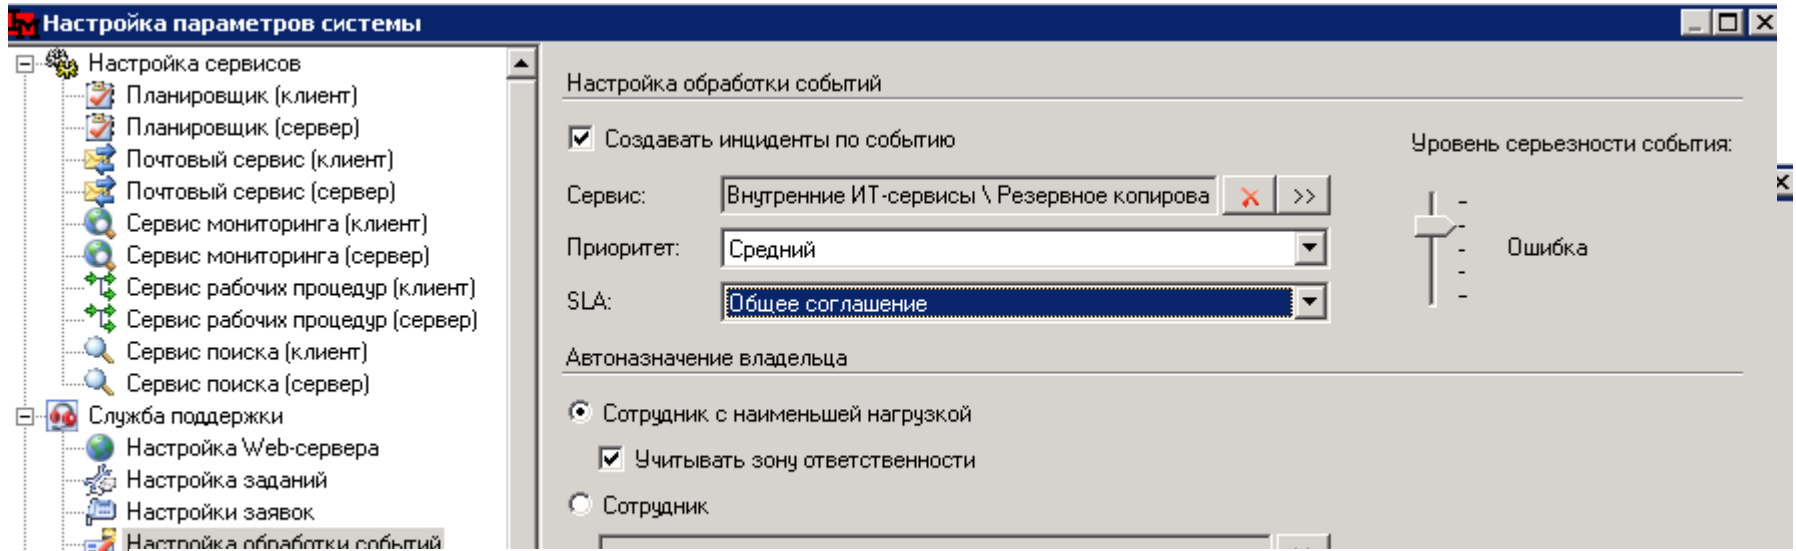 Настройка параметров системы
Настройка сервисов
Планировщик (клиент)
Планировщик (сервер)
Почтовый сервис (клиент)
Почтовый сервис (сервер)
Сервис мониторинга (клиент)
Сервис мониторинга (сервер)
Сервис рабочих процедур (клиент)
Сервис рабочих процедур (сервер)
Сервис поиска (клиент)
Сервис поиска (сервер)
Служба поддержки
Настройка Web-сервера
Настройка заданий
Настройки заявок
Настройка обработки событий
Настройка обработки событий
Создавать инциденты по событию
Уровень серьезности события:
Сервис: Внутренние ИТ-сервисы \ Резервное копирова >>
Приоритет: Средний
Ошибка
SLA: Общее соглашение
Автоназначение владельца
Сотрудник с наименьшей нагрузкой
Учитывать зону ответственности
Сотрудник